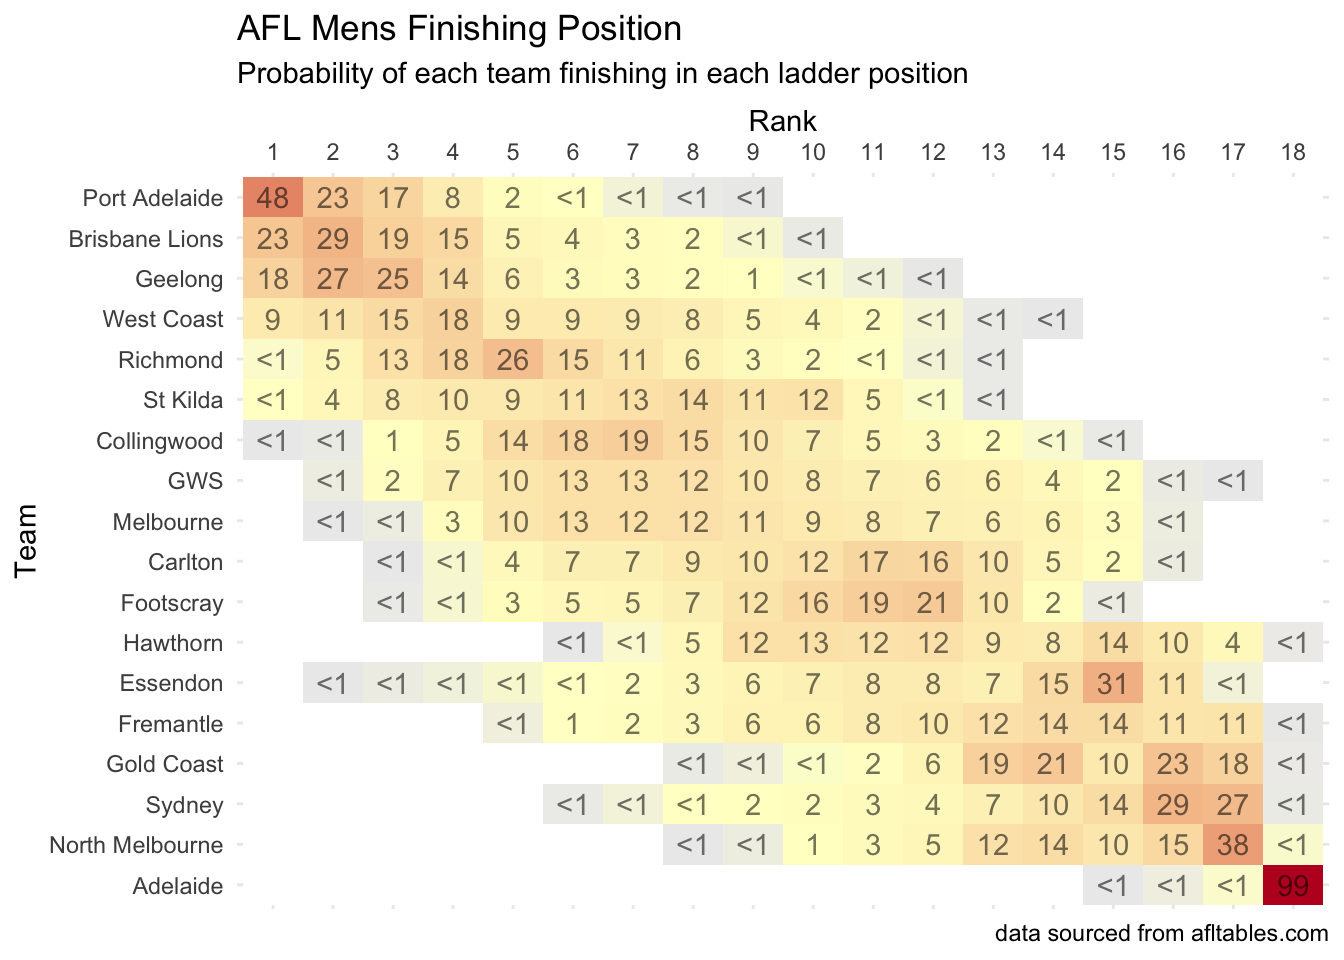 AFL Mens Finishing Position
Probability of each team finishing in each ladder position
Rank
1 2 3 4 5 6 7 8 9 10 11 12 13 14 15 16 17 18
Team
Port Adelaide 48 23 17 8 2 <1 <1 <1 <1
Brisbane Lions 23 29 19 15 5 4 3 2 <1 <1
Geelong 18 27 25 14 6 3 3 2 1 <1 <1 <1
West Coast 9 11 15 18 9 9 9 8 5 4 2 <1 <1 <1
Richmond <1 5 13 18 26 15 11 6 3 2 <1 <1 <1
St Kilda <1 4 8 10 9 11 13 14 11 12 5 <1 <1
Collingwood <1 <1 1 5 14 18 19 15 10 7 5 3 2 <1 <1
GWS <1 2 7 10 13 13 12 10 8 7 6 6 4 2 <1 <1
Melbourne <1 <1 3 10 13 12 12 11 9 8 7 6 6 3 <1
Carlton <1 <1 4 7 7 9 10 12 17 16 10 5 2 <1
Footscray <1 <1 3 5 5 7 12 16 19 21 10 2 <1
Hawthorn <1 <1 5 12 13 12 12 9 8 14 10 4 <1
Essendon <1 <1 <1 <1 <1 2 3 6 7 8 8 7 15 31 11 <1
Fremantle <1 1 2 3 6 6 8 10 12 14 14 11 11 <1
Gold Coast <1 <1 <1 2 6 19 21 10 23 18 <1
Sydney <1 <1 <1 2 2 3 4 7 10 14 29 27 <1
North Melbourne <1 <1 1 3 5 12 14 10 15 38 <1
Adelaide <1 <1 <1 99
data sourced from afltables.com